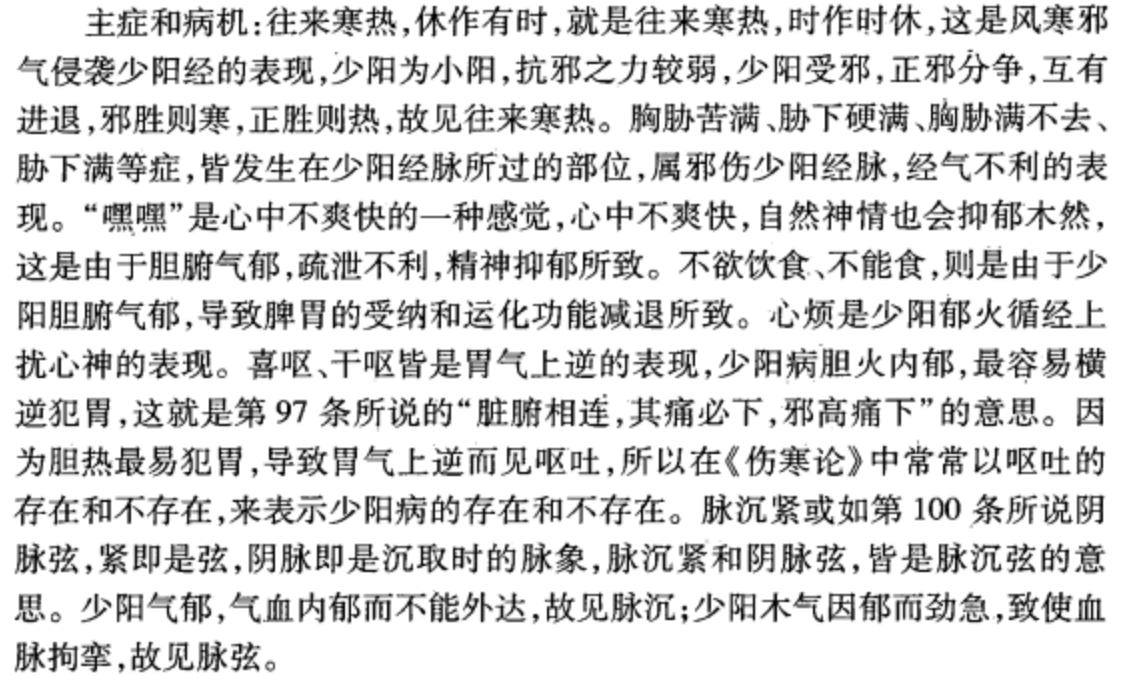 主症和病机:往来寒热,休作有时,就是往来寒热,时作时休,这是风寒邪
气侵袭少阳经的表现,少阳为小阳,抗邪之力较弱,少阳受邪,正邪分争,互有
进退,邪胜则寒,正胜则热,故见往来寒热。胸胁苦满、胁下硬满、胸胁满不去、
胁下满等症,皆发生在少阳经脉所过的部位,属邪伤少阳经脉,经气不利的表
现。“嘿嘿”是心中不爽快的一种感觉,心中不爽快,自然神情也会抑郁木然,
这是由于胆腑气郁,疏泄不利,精神抑郁所致。不欲饮食、不能食,则是由于少
阳胆腑气郁,导致脾胃的受纳和运化功能减退所致。心烦是少阳郁火循经上
扰心神的表现。喜呕、干呕皆是胃气上逆的表现,少阳病胆火内郁,最容易横
逆犯胃,这就是第 97 条所说的“脏腑相连,其痛必下,邪高痛下”的意思。因
为胆热最易犯胃,导致胃气上逆而见呕吐,所以在《伤寒论》中常常以呕吐的
存在和不存在,来表示少阳病的存在和不存在。脉沉紧或如第 100 条所说阴
脉弦,紧即是弦,阴脉即是沉取时的脉象,脉沉紧和阴脉弦,皆是脉沉弦的意
思。少阳气郁,气血内郁而不能外达,故见脉沉;少阳木气因郁而劲急,致使血
脉拘挛,故见脉弦。